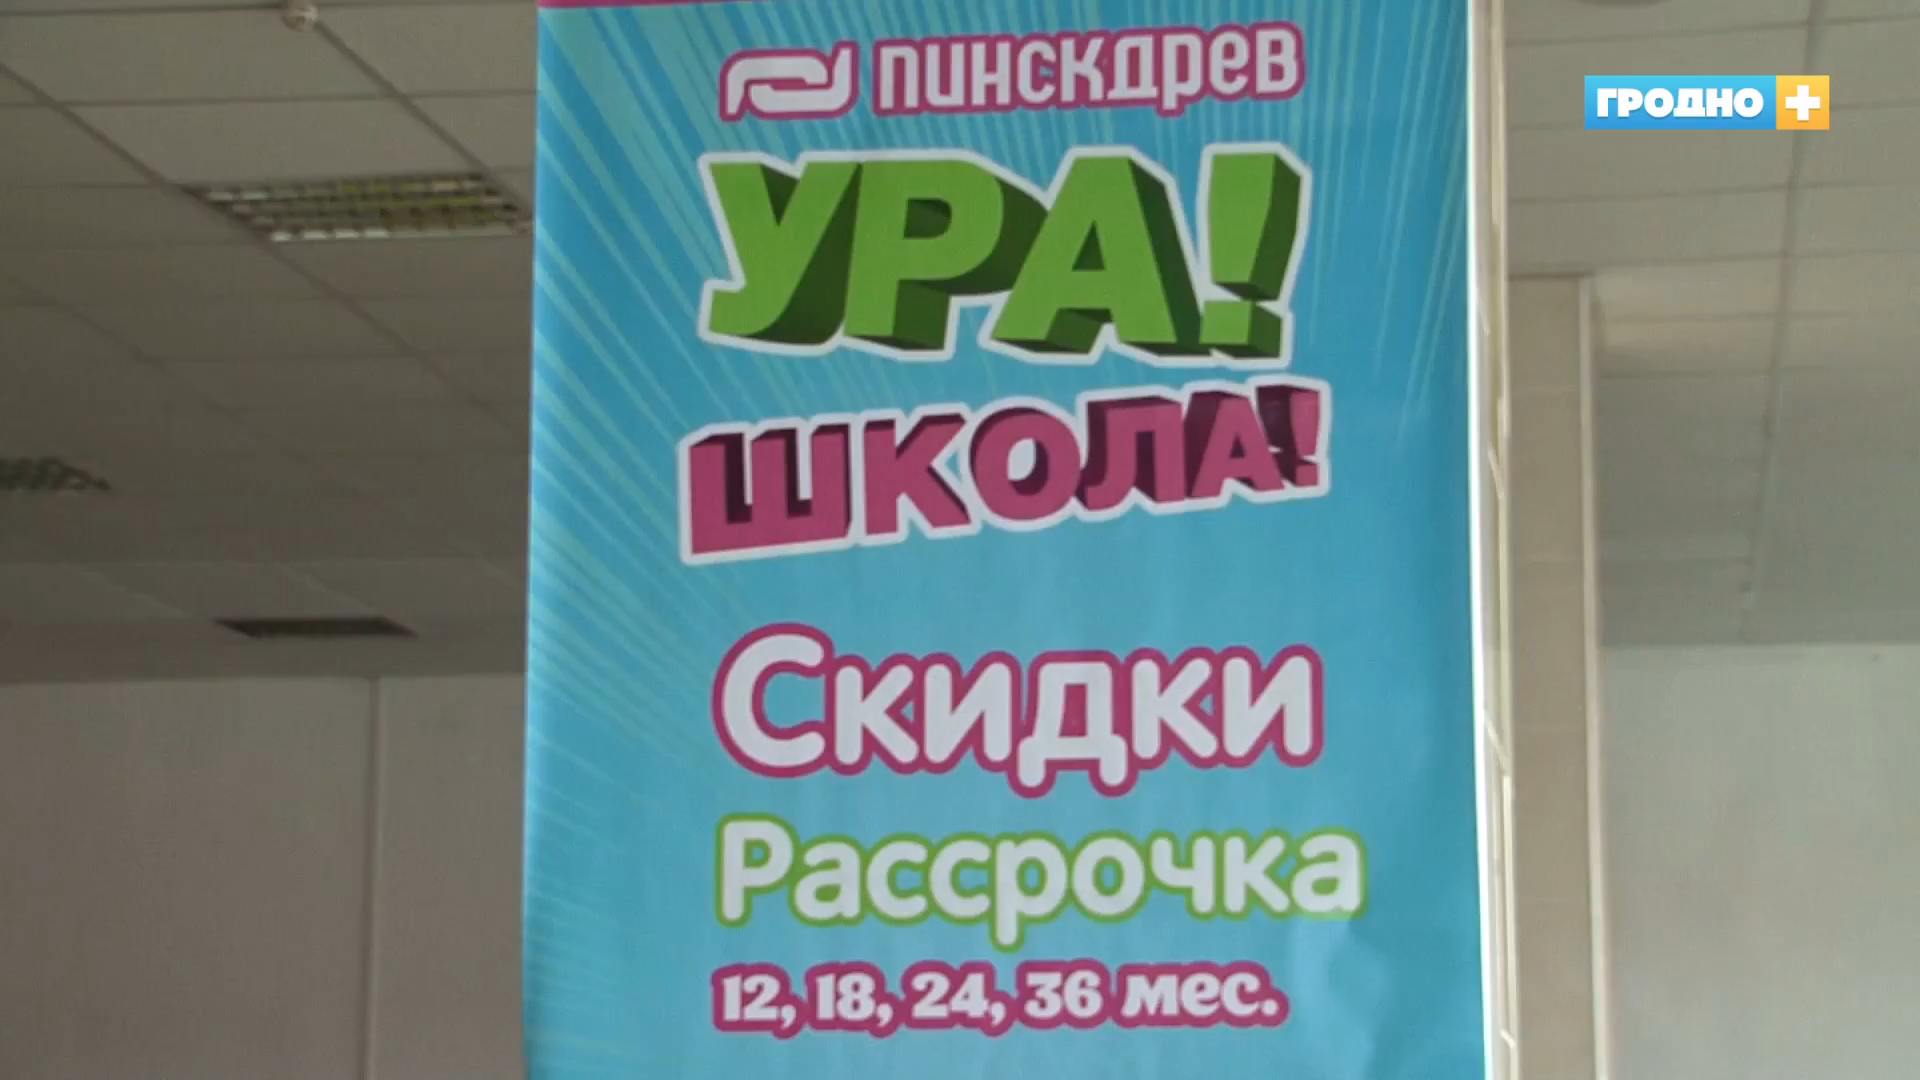 ПИНСКДРЕВ
ГРОДНО +
УРА!
ШКОЛА!
Скидки
Рассрочка
12, 18, 24, 36 мес.